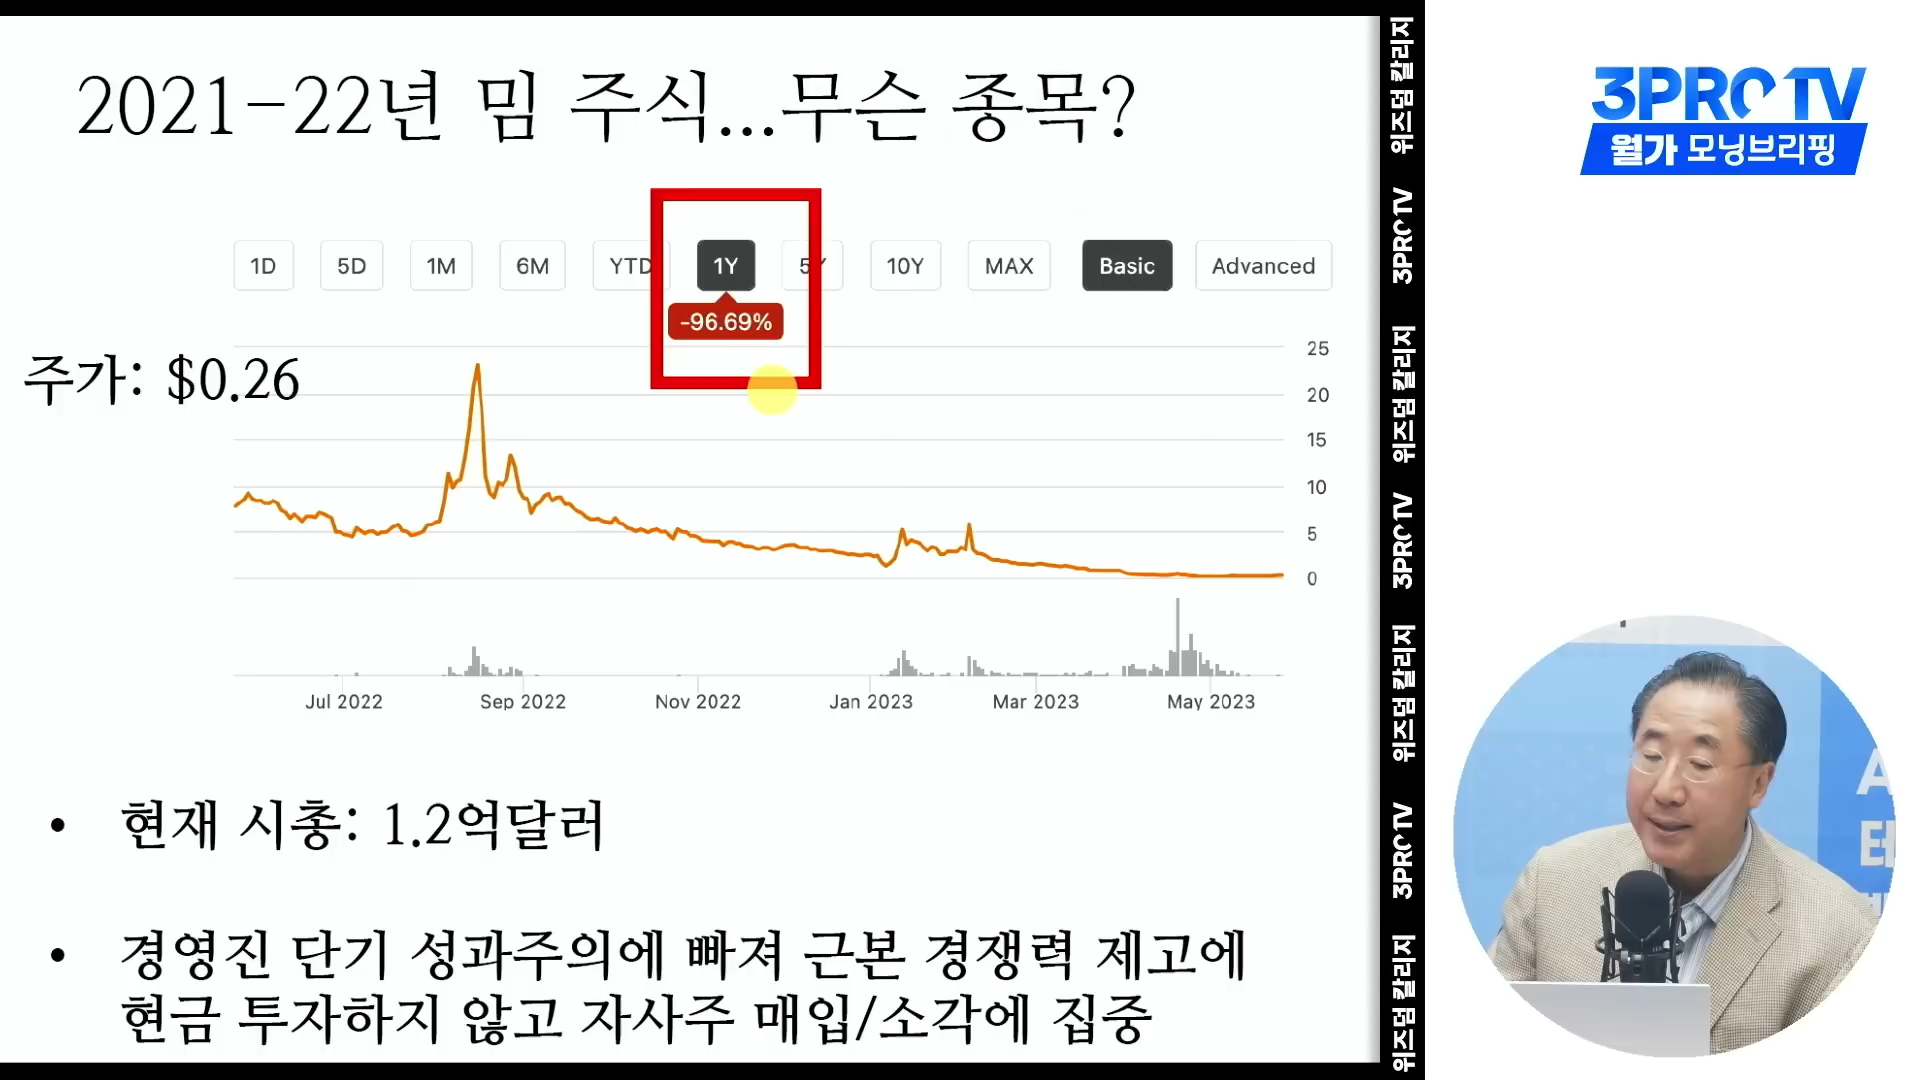 2021-22년 밈 주식...무슨 종목?
1D 5D 1M 6M YTD 1Y 5Y 10Y MAX Basic Advanced
-96.69%
주가: $0.26
25
20
15
10
5
0
Jul 2022 Sep 2022 Nov 2022 Jan 2023 Mar 2023 May 2023
• 현재 시총: 1.2억달러
• 경영진 단기 성과주의에 빠져 근본 경쟁력 제고에
현금 투자하지 않고 자사주 매입/소각에 집중
위즈덤 칼리지
3PROTV
위즈덤 칼리지
3PROTV
위즈덤 칼리지
3PROTV
위즈덤 칼리지
3PROTV
월가 모닝브리핑
A